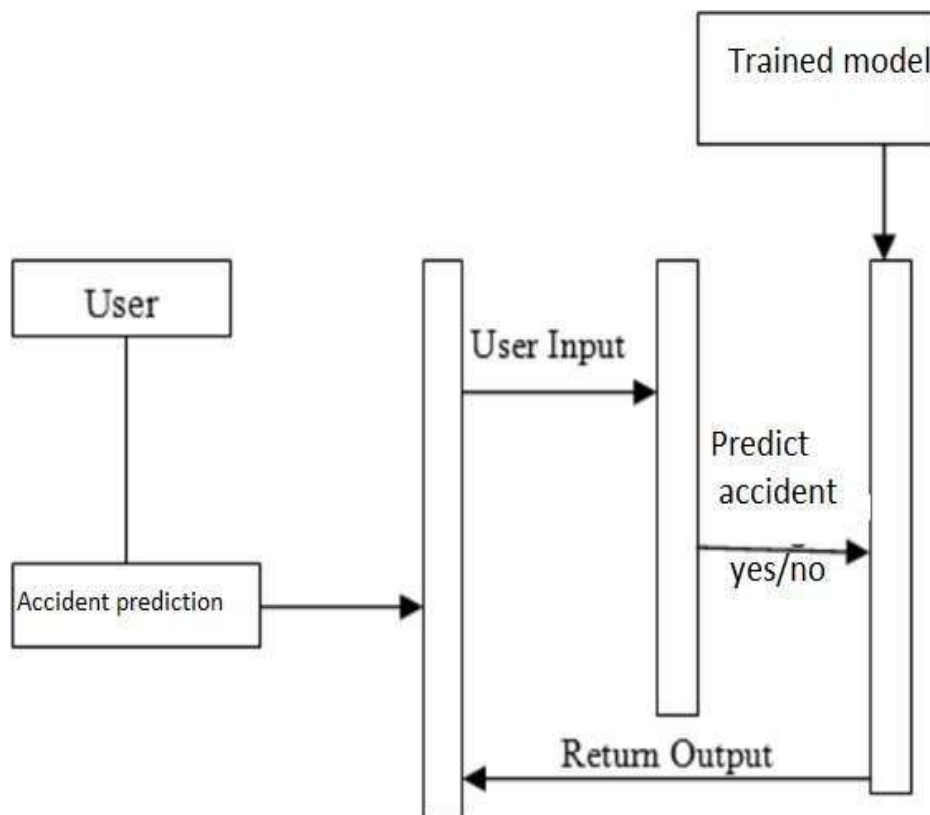 Trained model
User
User Input
Predict
accident
yes/no
Accident prediction
Return Output